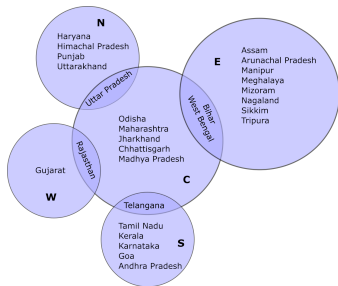 N
Haryana
Himachal Pradesh
Punjab
Uttarakhand
Uttar Pradesh
E
Assam
Arunachal Pradesh
Manipur
Meghalaya
Mizoram
Nagaland
Sikkim
Tripura
Bihar
West Bengal
Odisha
Maharashtra
Jharkhand
Chhattisgarh
Madhya Pradesh
C
Rajasthan
Gujarat
W
Telangana
S
Tamil Nadu
Kerala
Karnataka
Goa
Andhra Pradesh